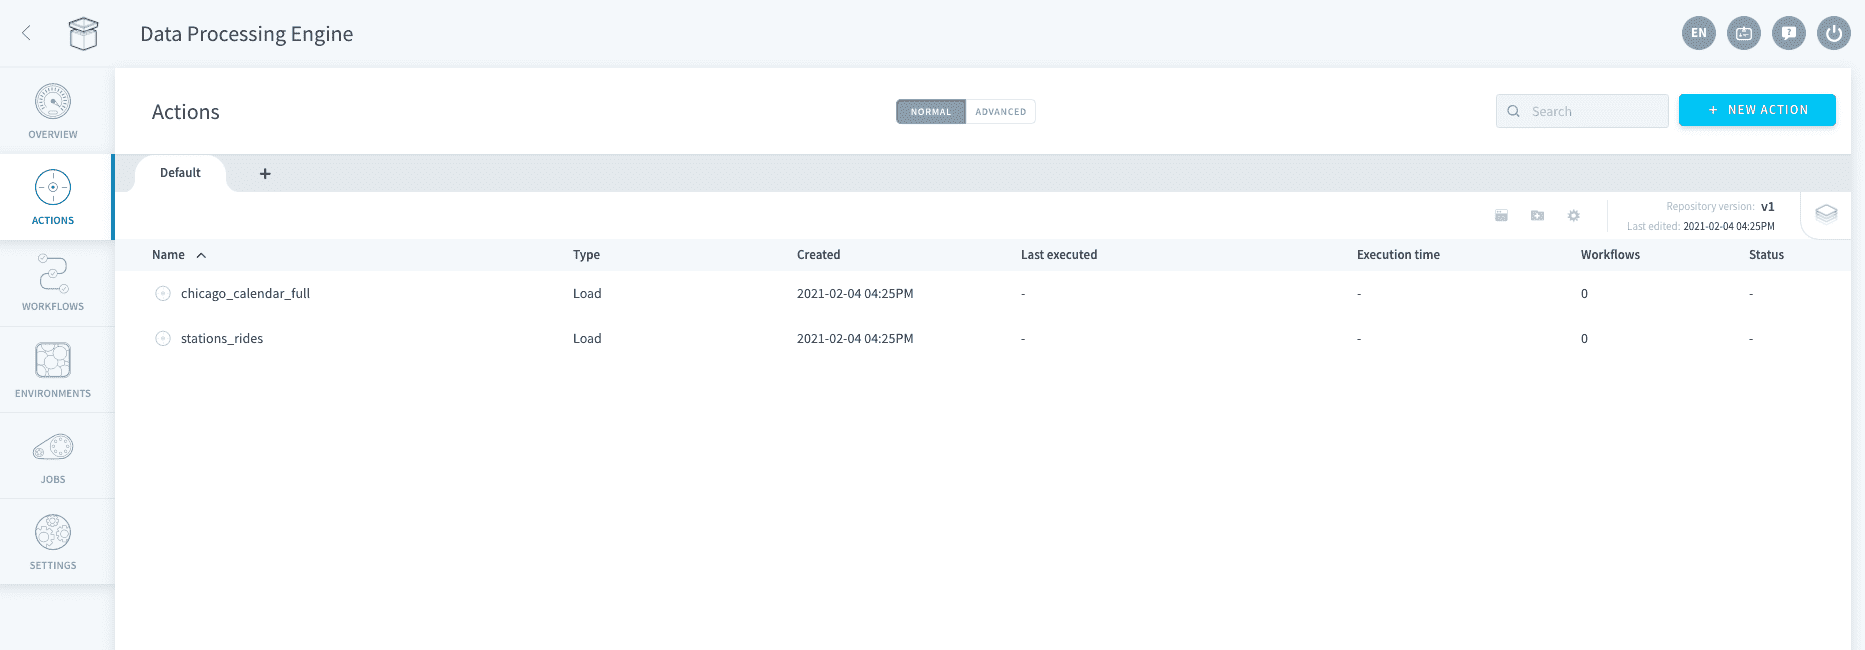 Data Processing Engine
EN
OVERVIEW
ACTIONS
WORKFLOWS
ENVIRONMENTS
JOBS
SETTINGS
Actions
NORMAL ADVANCED
Search
+ NEW ACTION
Default +
Repository version: v1
Last edited: 2021-02-04 04:25PM
Name Type Created Last executed Execution time Workflows Status
chicago_calendar_full Load 2021-02-04 04:25PM - - 0 -
stations_rides Load 2021-02-04 04:25PM - - 0 -